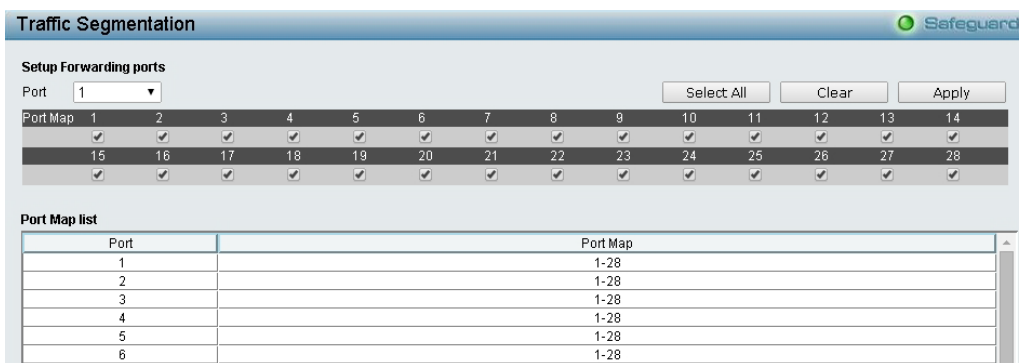 Traffic Segmentation Safeguard
Setup Forwarding ports
Port 1 Select All Clear Apply
Port Map 1 2 3 4 5 6 7 8 9 10 11 12 13 14
15 16 17 18 19 20 21 22 23 24 25 26 27 28
Port Map list
Port Port Map
1 1-28
2 1-28
3 1-28
4 1-28
5 1-28
6 1-28